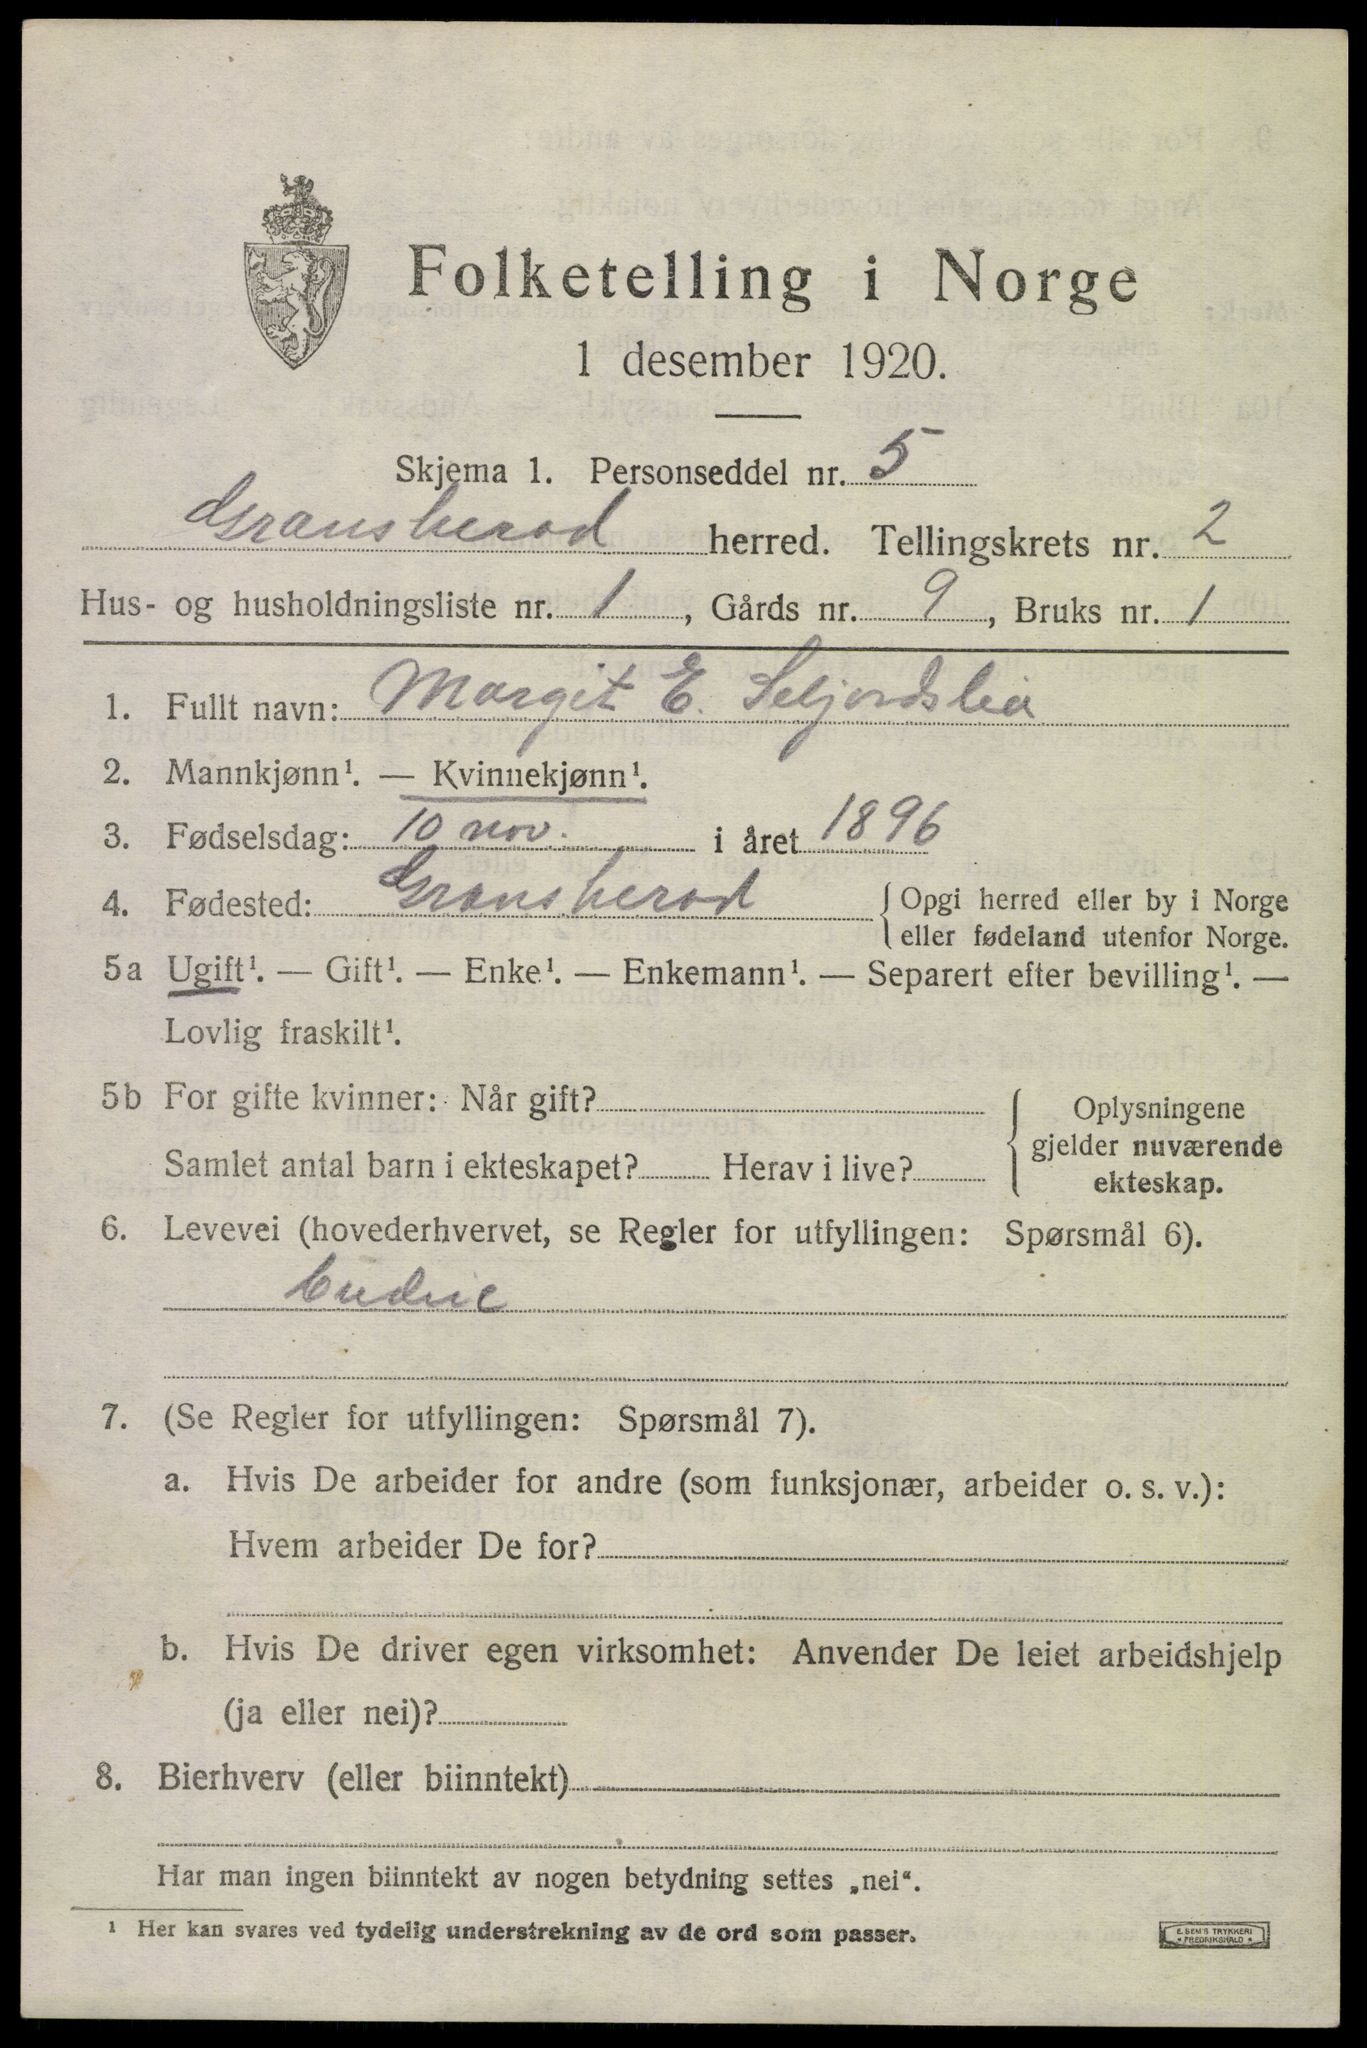 Folketelling i Norge
1 desember 1920.
Skjema 1. Personseddel nr. 5
Gransherad herred. Tellingskrets nr. 2
Hus- og husholdningsliste nr. 1, Gårds nr. 9, Bruks nr. 1
1. Fullt navn: Margit E. Seljordslia
2. Mannkjønn¹. — Kvinnekjønn¹.
3. Fødselsdag: 10 nov. i året 1896
4. Fødested: Gransherad { Opgi herred eller by i Norge
eller fødeland utenfor Norge.
5a Ugift¹. — Gift¹. — Enke¹. — Enkemann¹. — Separert efter bevilling¹. —
Lovlig fraskilt¹.
5b For gifte kvinner: Når gift?
Samlet antal barn i ekteskapet? Herav i live?
{ Oplysningene
gjelder nuværende
ekteskap.
6. Levevei (hovederhvervet, se Regler for utfyllingen: Spørsmål 6).
7. (Se Regler for utfyllingen: Spørsmål 7).
a. Hvis De arbeider for andre (som funksjonær, arbeider o. s. v.):
Hvem arbeider De for?
b. Hvis De driver egen virksomhet: Anvender De leiet arbeidshjelp
(ja eller nei)?
8. Bierhverv (eller biinntekt)
Har man ingen biinntekt av nogen betydning settes „nei“.
¹ Her kan svares ved tydelig understrekning av de ord som passer.
E. SEM'S TRYKKERI
* FREDRIKSHALD *